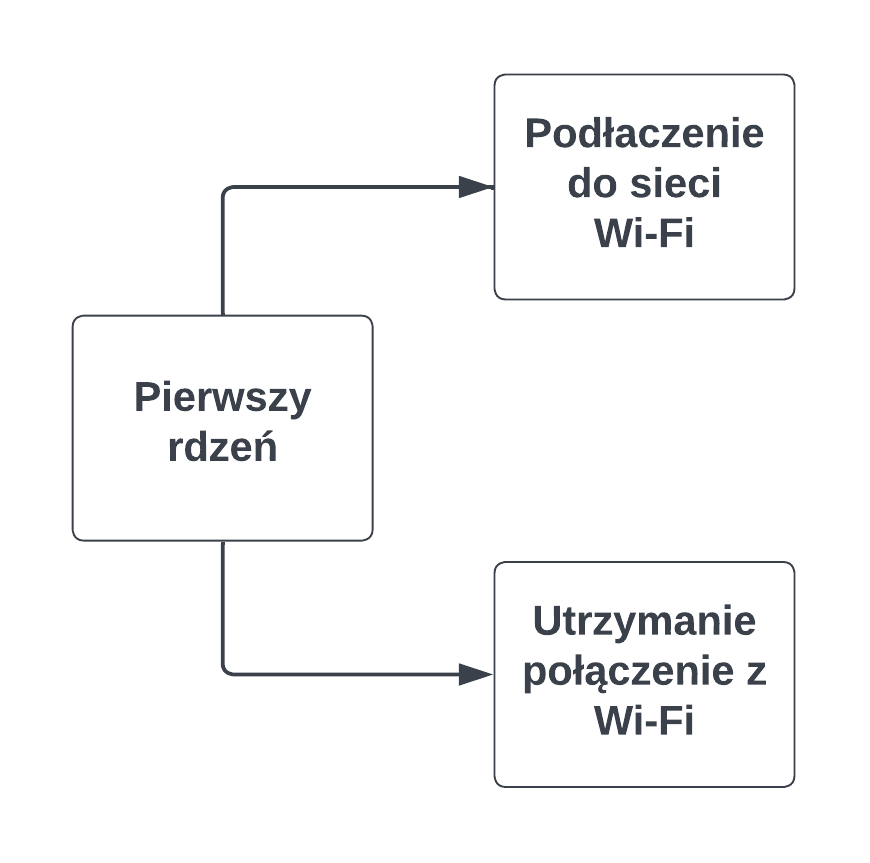 Podłaczenie
do sieci
Wi-Fi
Pierwszy
rdzeń
Utrzymanie
połączenie z
Wi-Fi